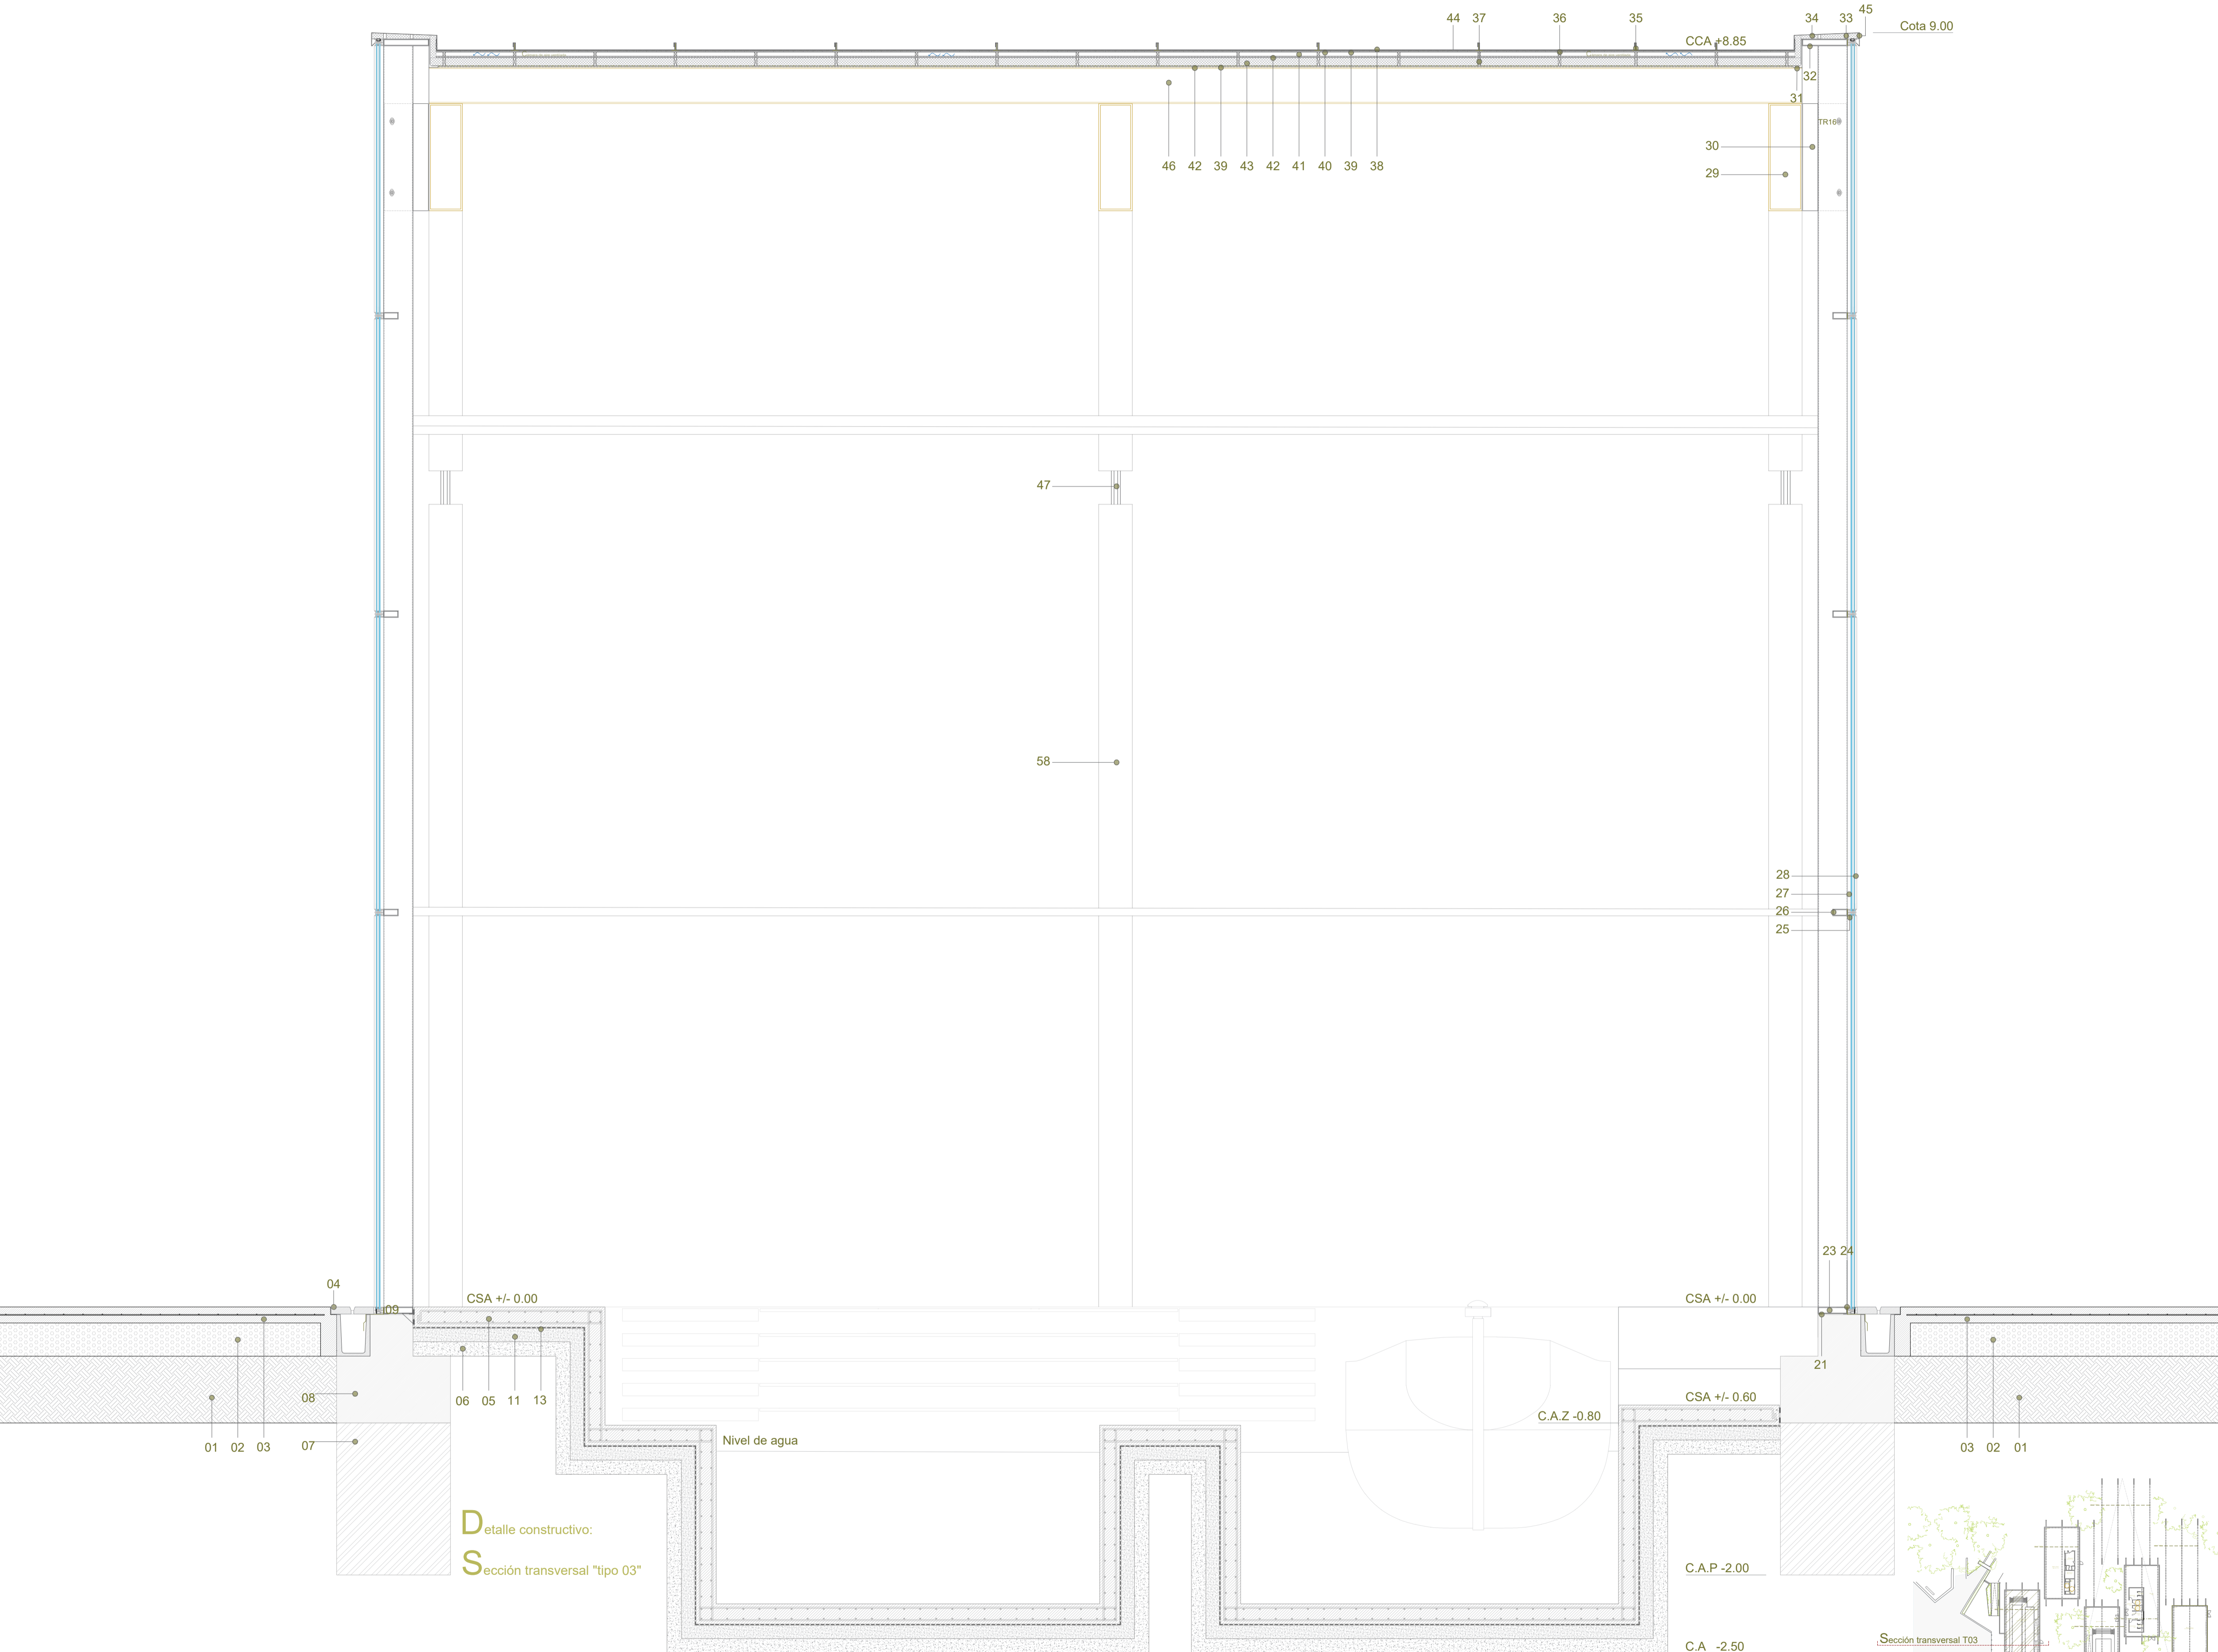 44 37 36 35 34 33 45
Cota 9.00
CCA +8.85
32
31
TR16
30
46 42 39 43 42 41 40 39 38
29
47
58
28
27
26
25
23 24
04
09
CSA +/- 0.00
CSA +/- 0.00
21
08
06 05 11 13
CSA +/- 0.60
C.A.Z -0.80
01 02 03
07
Nivel de agua
03 02 01
Detalle constructivo:
Sección transversal "tipo 03"
C.A.P -2.00
C.A -2.50
Sección transversal T03